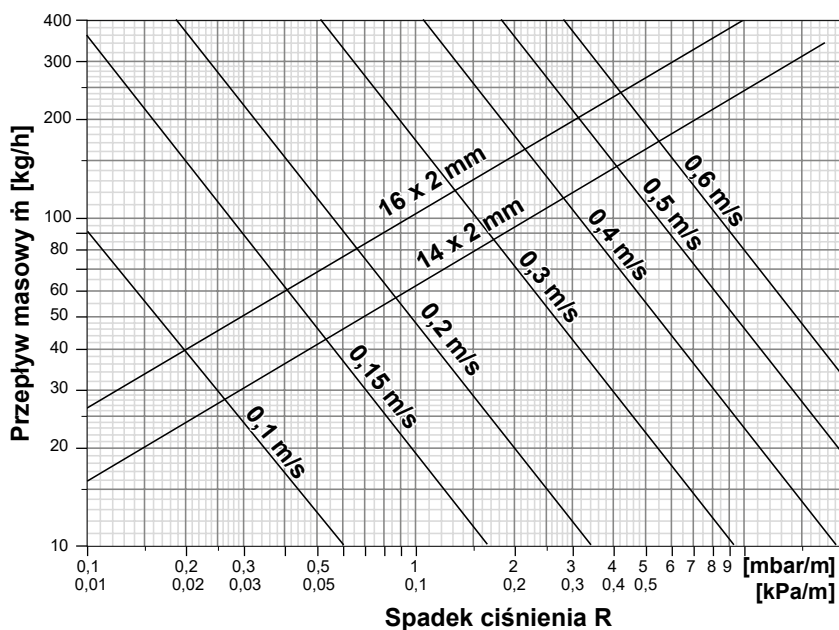 400
300
200
100
80
60
50
40
30
20
10
Przepływ masowy ṁ [kg/h]
16 x 2 mm
14 x 2 mm
0,1 m/s
0,15 m/s
0,2 m/s
0,3 m/s
0,4 m/s
0,5 m/s
0,6 m/s
0,1 0,2 0,3 0,5 1 2 3 4 5 6 7 8 9 [mbar/m]
0,01 0,02 0,03 0,05 0,1 0,2 0,3 0,4 0,5 [kPa/m]
Spadek ciśnienia R